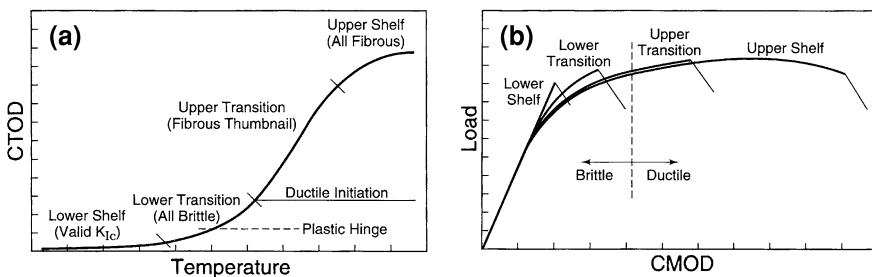 (a)
Upper Shelf
(All Fibrous)
Upper Transition
(Fibrous Thumbnail)
Ductile Initiation
Lower Transition
(All Brittle)
Lower Shelf
(Valid KIc)
Plastic Hinge
CTOD
Temperature
(b)
Lower
Transition
Upper
Transition
Upper Shelf
Lower
Shelf
Brittle
Ductile
Load
CMOD